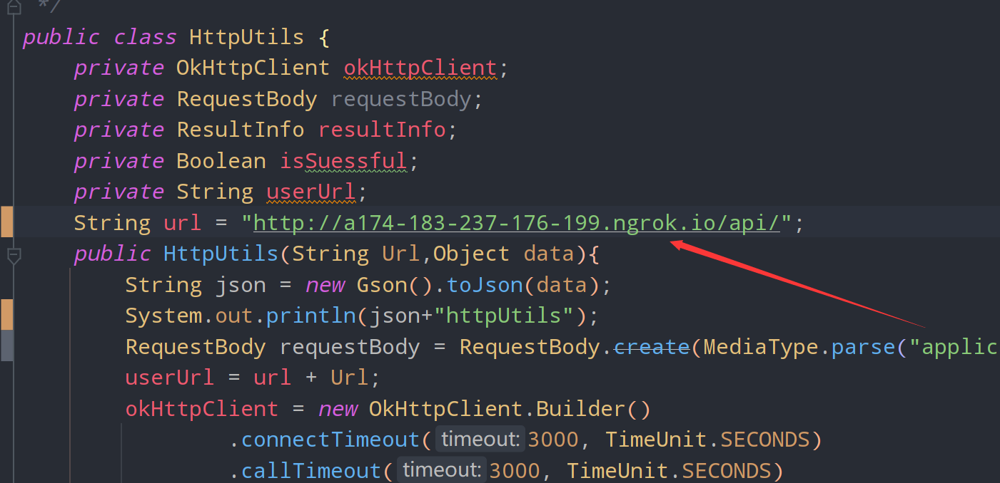 */
public class HttpUtils {
private OkHttpClient okHttpClient;
private RequestBody requestBody;
private ResultInfo resultInfo;
private Boolean isSuessful;
private String userUrl;
String url = "http://a174-183-237-176-199.ngrok.io/api/";
public HttpUtils(String Url,Object data){
String json = new Gson().toJson(data);
System.out.println(json+"httpUtils");
RequestBody requestBody = RequestBody.create(MediaType.parse("applic
userUrl = url + Url;
okHttpClient = new OkHttpClient.Builder()
.connectTimeout( timeout: 3000, TimeUnit.SECONDS)
.callTimeout( timeout: 3000, TimeUnit.SECONDS)